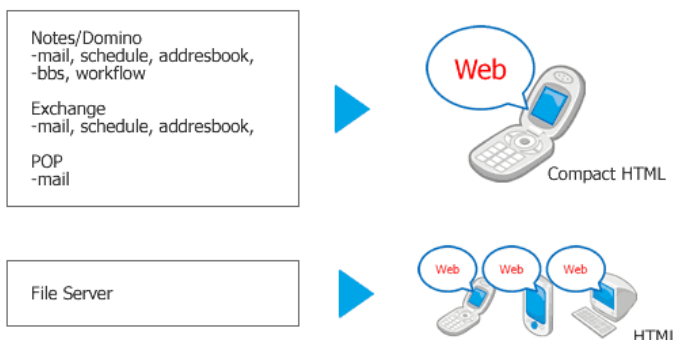 Notes/Domino
-mail, schedule, addresbook,
-bbs, workflow
Exchange
-mail, schedule, addresbook,
POP
-mail
Web
Compact HTML
File Server
Web
Web
Web
HTML